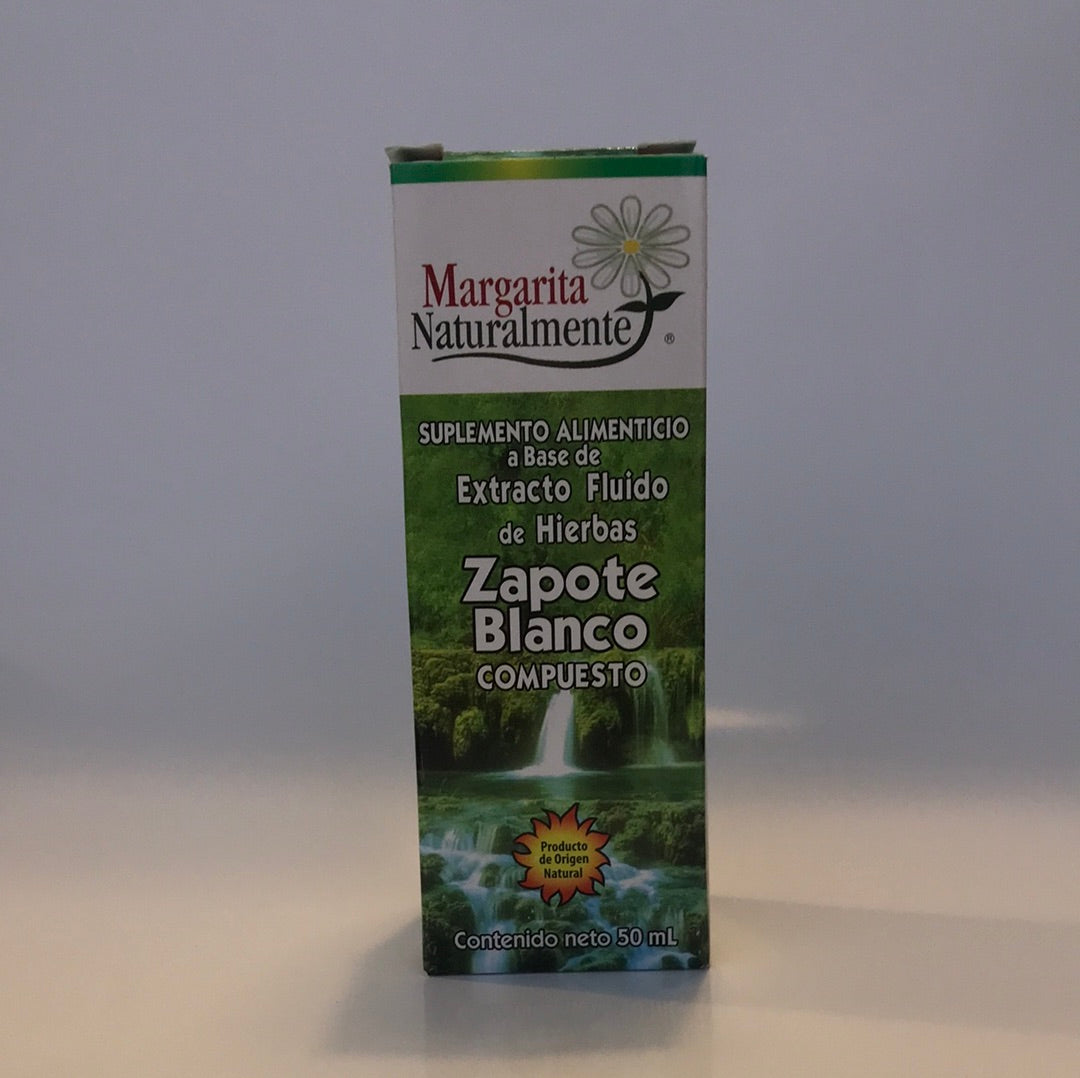 Margarita
Naturalmente ®
SUPLEMENTO ALIMENTICIO
a Base de
Extracto Fluido
de Hierbas
Zapote
Blanco
COMPUESTO
Producto
de Origen
Natural
Contenido neto 50 mL